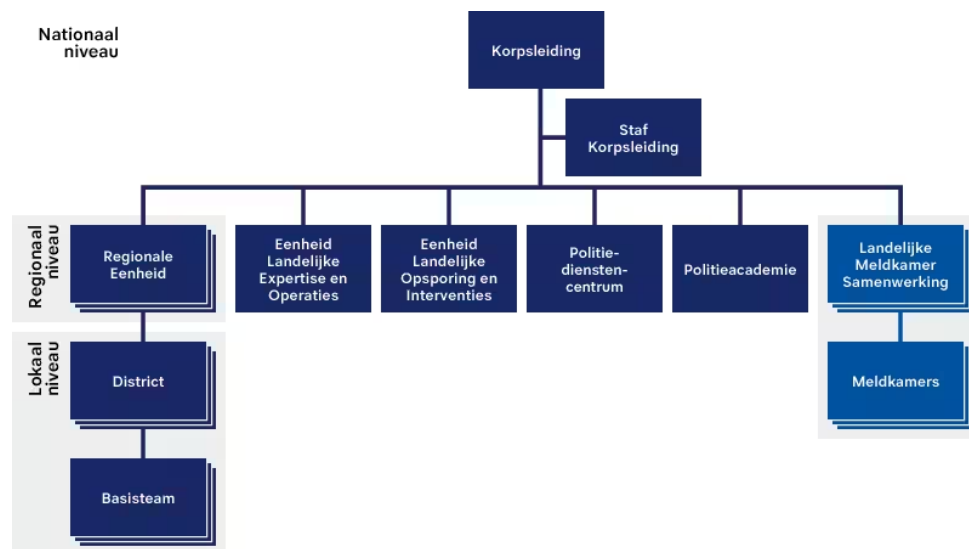 Nationaal
niveau
Korpsleiding
Staf
Korpsleiding
Regionaal
niveau
Regionale
Eenheid
Eenheid
Landelijke
Expertise en
Operaties
Eenheid
Landelijke
Opsporing en
Interventies
Politie-
diensten-
centrum
Politieacademie
Landelijke
Meldkamer
Samenwerking
Lokaal
niveau
District
Meldkamers
Basisteam